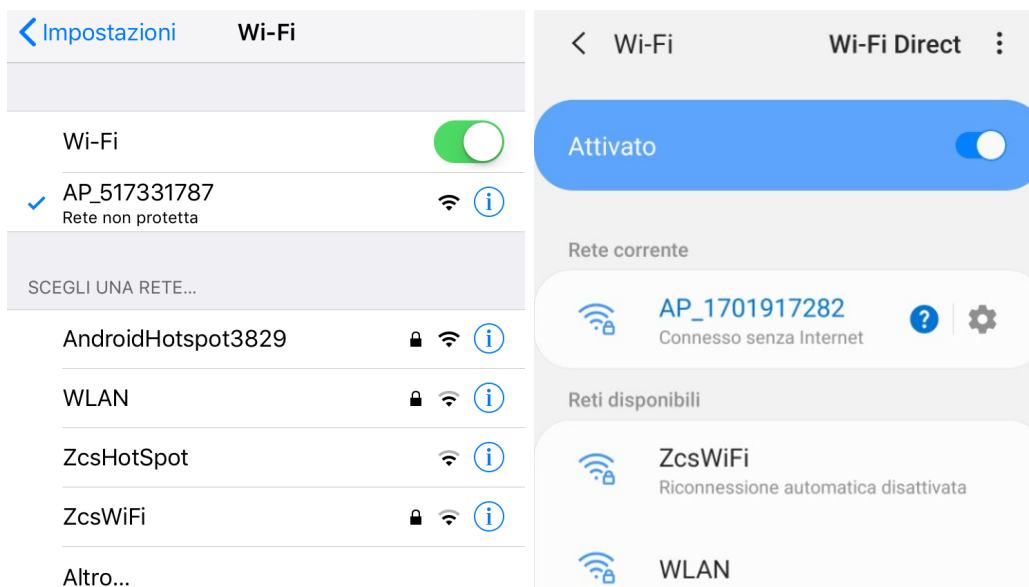 Impostazioni Wi-Fi
Wi-Fi
AP_517331787
Rete non protetta
SCEGLI UNA RETE...
AndroidHotspot3829
WLAN
ZcsHotSpot
ZcsWiFi
Altro...
Wi-Fi Wi-Fi Direct
Attivato
Rete corrente
AP_1701917282
Connesso senza Internet
Reti disponibili
ZcsWiFi
Riconnessione automatica disattivata
WLAN